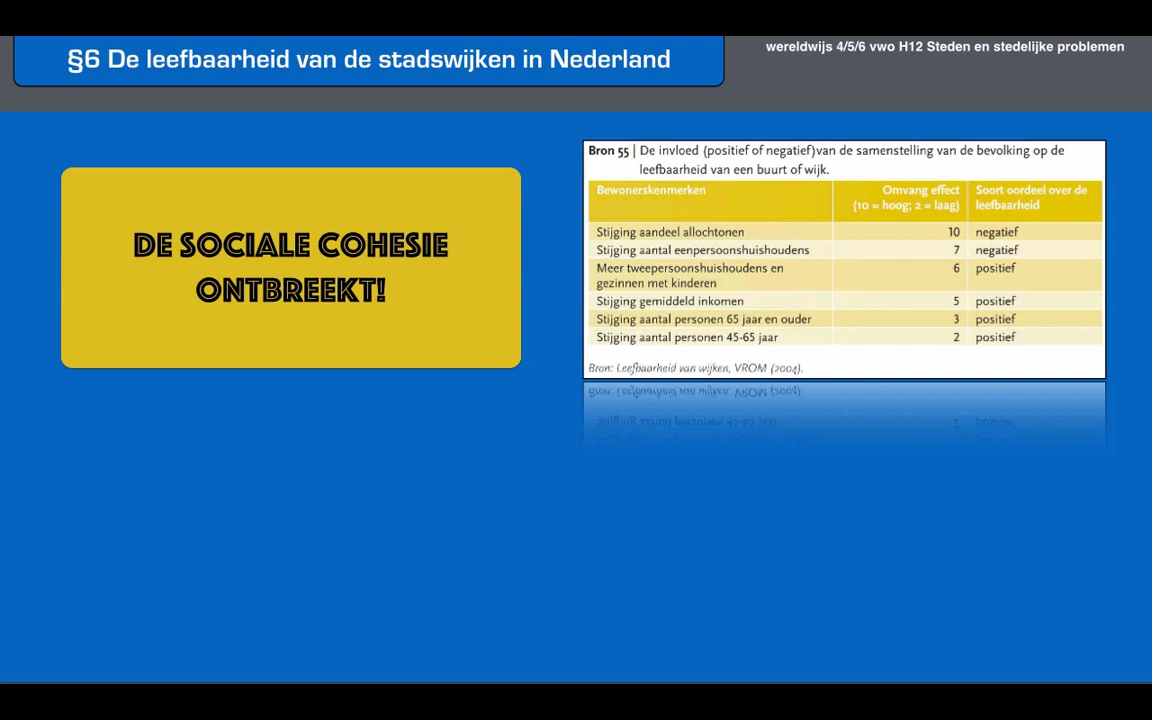 §6 De leefbaarheid van de stadswijken in Nederland
wereldwijs 4/5/6 vwo H12 Steden en stedelijke problemen
DE SOCIALE COHESIE
ONTBREEKT!
Bron 55 | De invloed (positief of negatief)van de samenstelling van de bevolking op de
leefbaarheid van een buurt of wijk.
Bewonerskenmerken Omvang effect Soort oordeel over de
(10 = hoog; 2 = laag) leefbaarheid
Stijging aandeel allochtonen 10 negatief
Stijging aantal eenpersoonshuishoudens 7 negatief
Meer tweepersoonshuishoudens en 6 positief
gezinnen met kinderen
Stijging gemiddeld inkomen 5 positief
Stijging aantal personen 65 jaar en ouder 3 positief
Stijging aantal personen 45-65 jaar 2 positief
Bron: Leefbaarheid van wijken, VROM (2004).